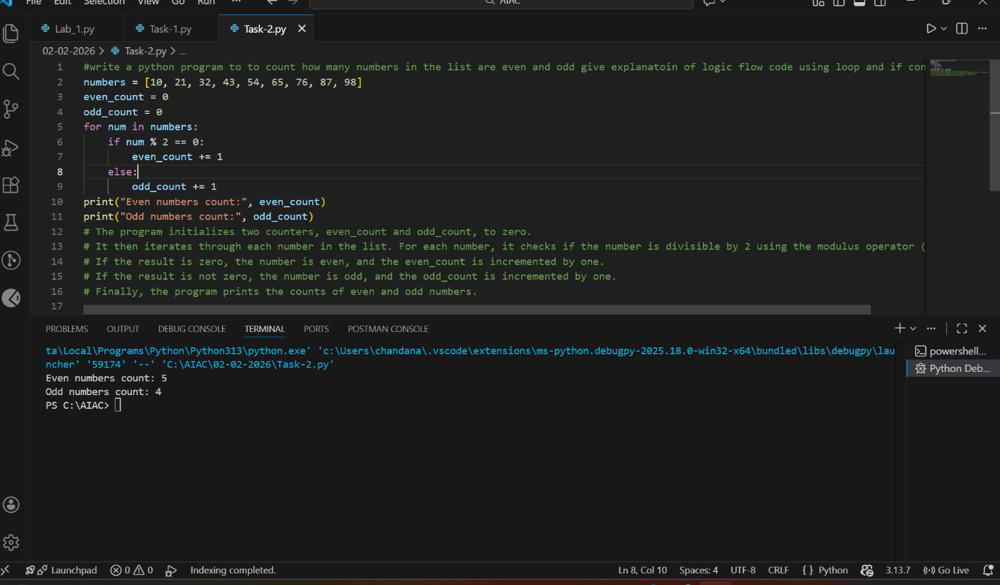 File Edit Selection View Go Run ··· AIAC
Lab_1.py Task-1.py Task-2.py
02-02-2026 > Task-2.py > ...
1 #write a python program to to count how many numbers in the list are even and odd give explanatoin of logic flow code using loop and if con
2 numbers = [10, 21, 32, 43, 54, 65, 76, 87, 98]
3 even_count = 0
4 odd_count = 0
5 for num in numbers:
6 if num % 2 == 0:
7 even_count += 1
8 else:
9 odd_count += 1
10 print("Even numbers count:", even_count)
11 print("Odd numbers count:", odd_count)
12 # The program initializes two counters, even_count and odd_count, to zero.
13 # It then iterates through each number in the list. For each number, it checks if the number is divisible by 2 using the modulus operator (
14 # If the result is zero, the number is even, and the even_count is incremented by one.
15 # If the result is not zero, the number is odd, and the odd_count is incremented by one.
16 # Finally, the program prints the counts of even and odd numbers.
17
PROBLEMS OUTPUT DEBUG CONSOLE TERMINAL PORTS POSTMAN CONSOLE
ta\Local\Programs\Python\Python313\python.exe' 'c:\Users\chandana\.vscode\extensions\ms-python.debugpy-2025.18.0-win32-x64\bundled\libs\debugpy\lau
ncher' '59174' '--' 'C:\AIAC\02-02-2026\Task-2.py'
Even numbers count: 5
Odd numbers count: 4
PS C:\AIAC>
powershell...
Python Deb...
Launchpad 0 0 Indexing completed. Ln 8, Col 10 Spaces: 4 UTF-8 CRLF { } Python 3.13.7 Go Live